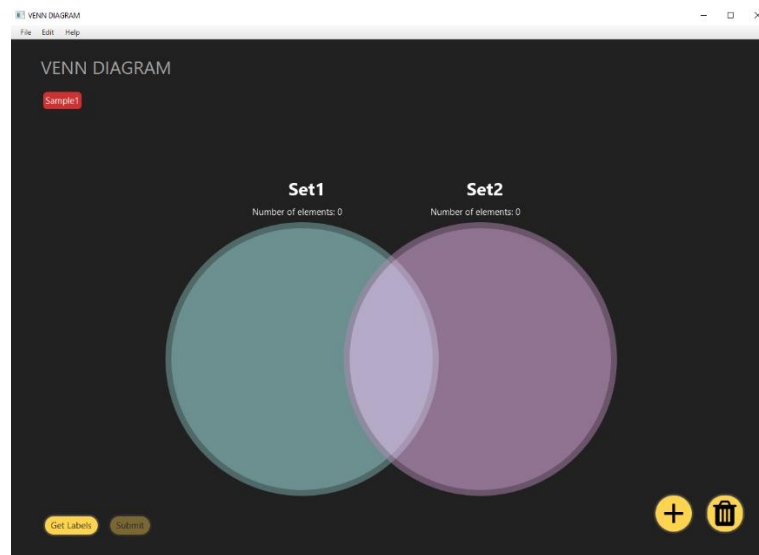 VENN DIAGRAM
File Edit Help
VENN DIAGRAM
Sample1
Set1 Set2
Number of elements: 0 Number of elements: 0
Get Labels Submit